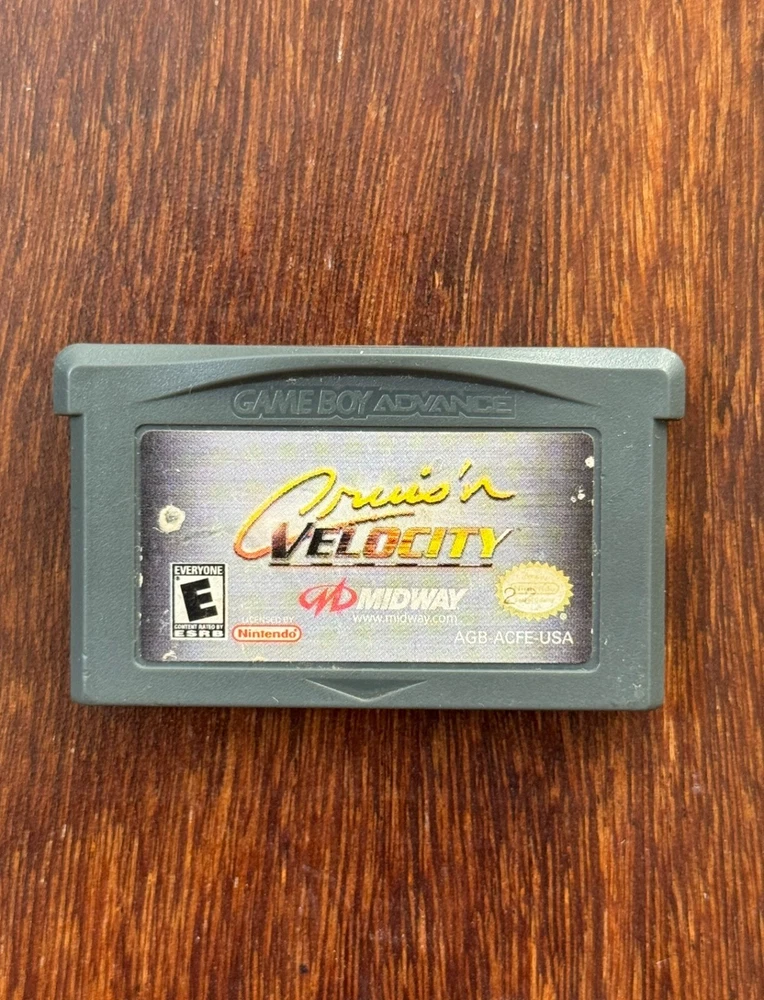 GAME BOY ADVANCE
Cruis'n
VELOCITY
EVERYONE
E
CONTENT RATED BY
ESRB
LICENSED BY
Nintendo
MIDWAY
www.midway.com
AGB-ACFE-USA